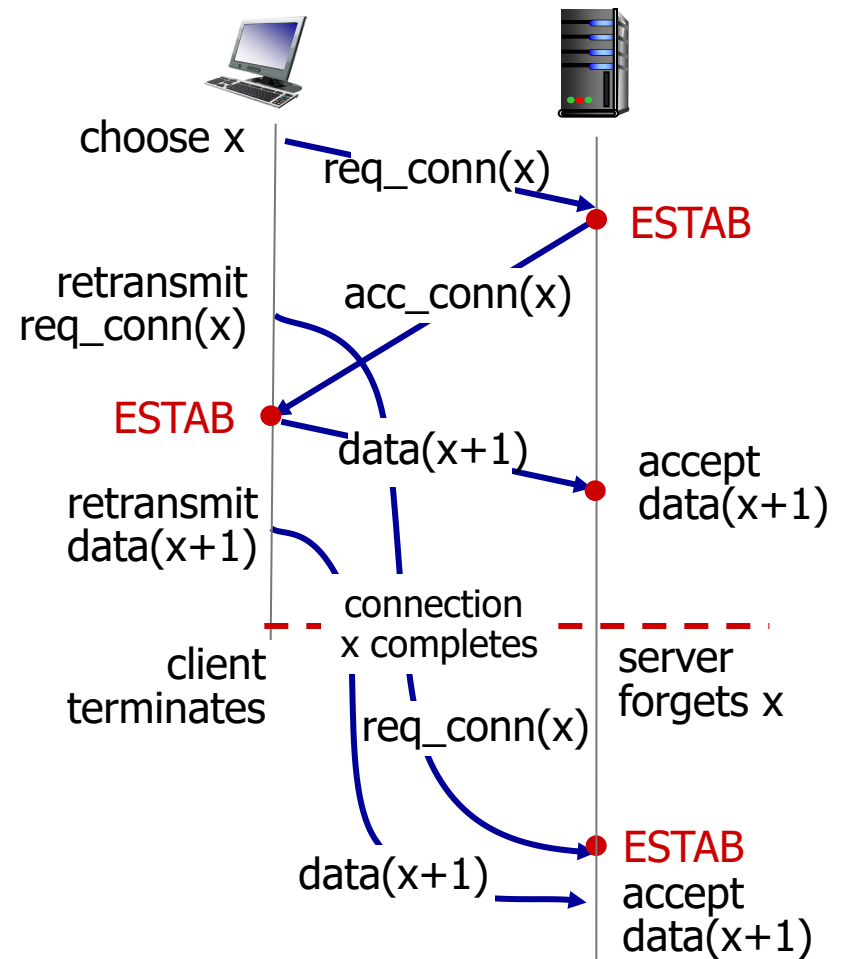 choose x
req_conn(x)
ESTAB
retransmit
req_conn(x)
acc_conn(x)
ESTAB
data(x+1)
accept
data(x+1)
retransmit
data(x+1)
connection
x completes
client
terminates
server
forgets x
req_conn(x)
ESTAB
data(x+1)
accept
data(x+1)